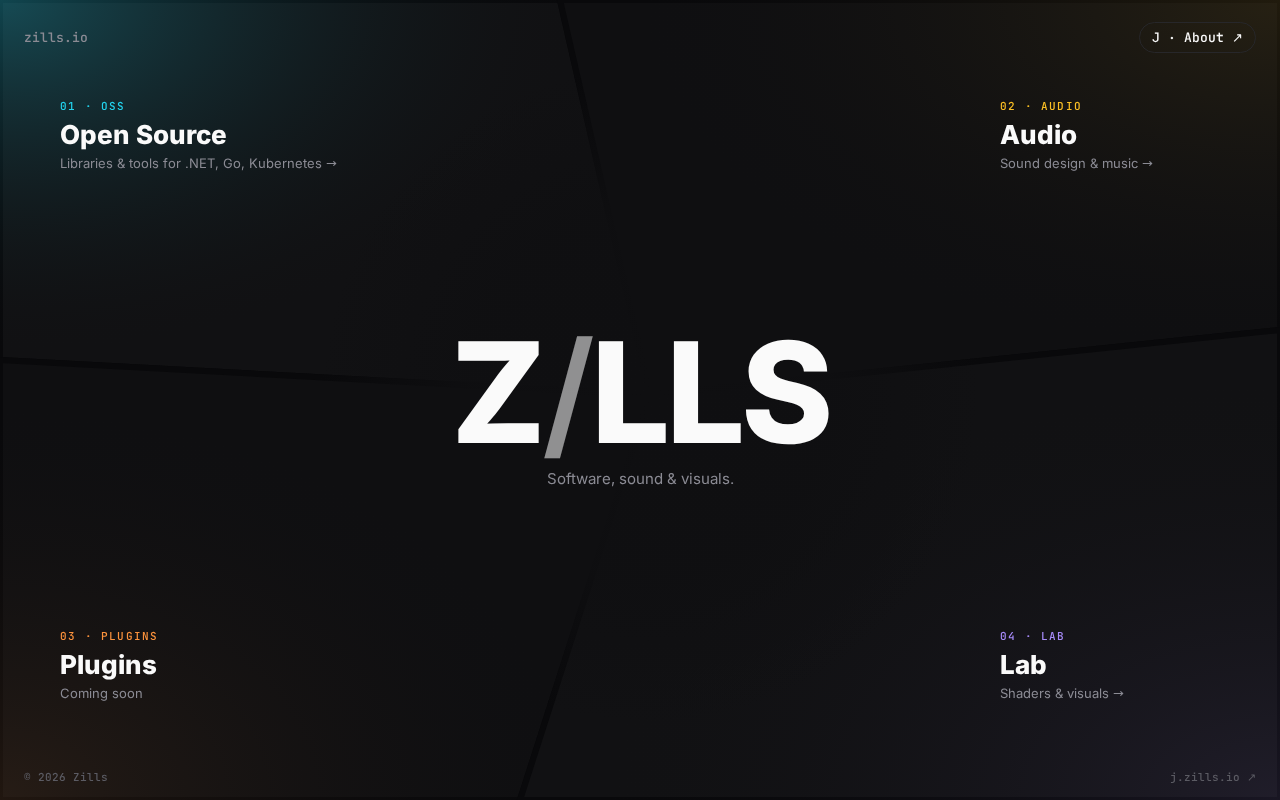 zills.io
J · About ↗
01 · OSS
Open Source
Libraries & tools for .NET, Go, Kubernetes →
02 · AUDIO
Audio
Sound design & music →
Z/LLS
Software, sound & visuals.
03 · PLUGINS
Plugins
Coming soon
04 · LAB
Lab
Shaders & visuals →
© 2026 Zills
j.zills.io ↗